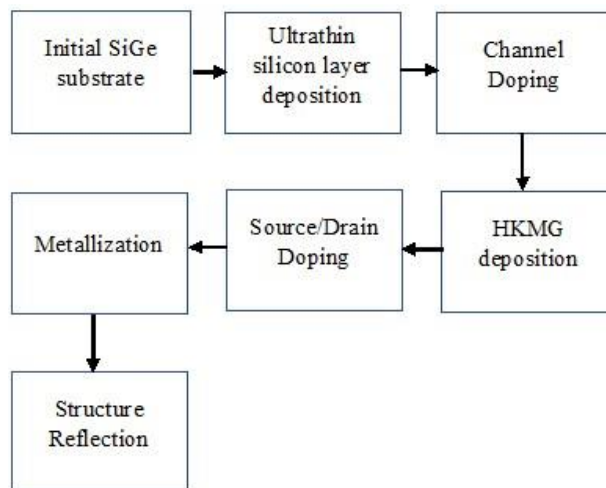 Initial SiGe
substrate
Ultrathin
silicon layer
deposition
Channel
Doping
HKMG
deposition
Source/Drain
Doping
Metallization
Structure
Reflection